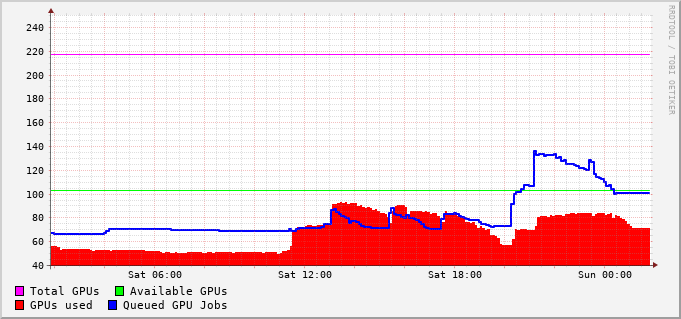 RRDTOOL / TOBI OETIKER
240
220
200
180
160
140
120
100
80
60
40
Sat 06:00 Sat 12:00 Sat 18:00 Sun 00:00
Total GPUs Available GPUs
GPUs used Queued GPU Jobs